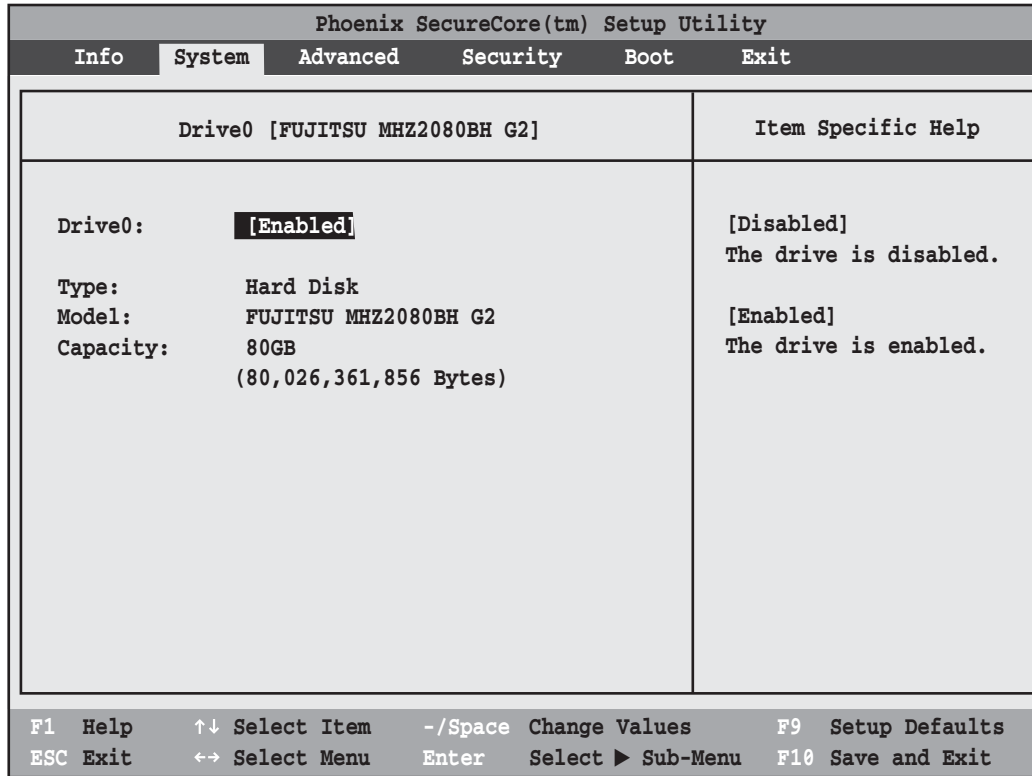 Phoenix SecureCore(tm) Setup Utility
Info System Advanced Security Boot Exit
Drive0 [FUJITSU MHZ2080BH G2]
Item Specific Help
Drive0: [Enabled]
Type: Hard Disk
Model: FUJITSU MHZ2080BH G2
Capacity: 80GB
(80,026,361,856 Bytes)
[Disabled]
The drive is disabled.
[Enabled]
The drive is enabled.
F1 Help ↑↓ Select Item -/Space Change Values F9 Setup Defaults
ESC Exit ←→ Select Menu Enter Select ▶ Sub-Menu F10 Save and Exit